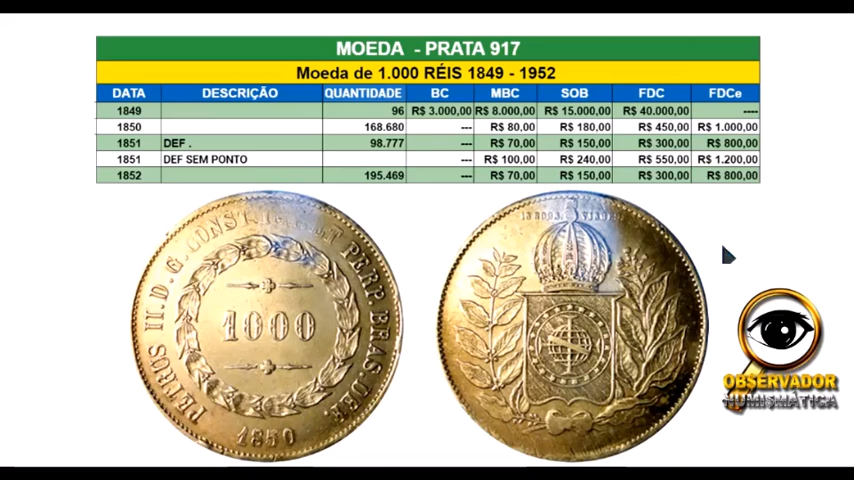 MOEDA - PRATA 917
Moeda de 1.000 RÉIS 1849 - 1952
DATA DESCRIÇÃO QUANTIDADE BC MBC SOB FDC FDCe
1849 96 R$ 3.000,00 R$ 8.000,00 R$ 15.000,00 R$ 40.000,00 ----
1850 168.680 --- R$ 80,00 R$ 180,00 R$ 450,00 R$ 1.000,00
1851 DEF . 98.777 --- R$ 70,00 R$ 150,00 R$ 300,00 R$ 800,00
1851 DEF SEM PONTO --- R$ 100,00 R$ 240,00 R$ 550,00 R$ 1.200,00
1852 195.469 --- R$ 70,00 R$ 150,00 R$ 300,00 R$ 800,00
PETRUS II. D. G. CONST. ET PERP. BRAS.
1000
1850
OBSERVADOR
NUMISMÁTICA